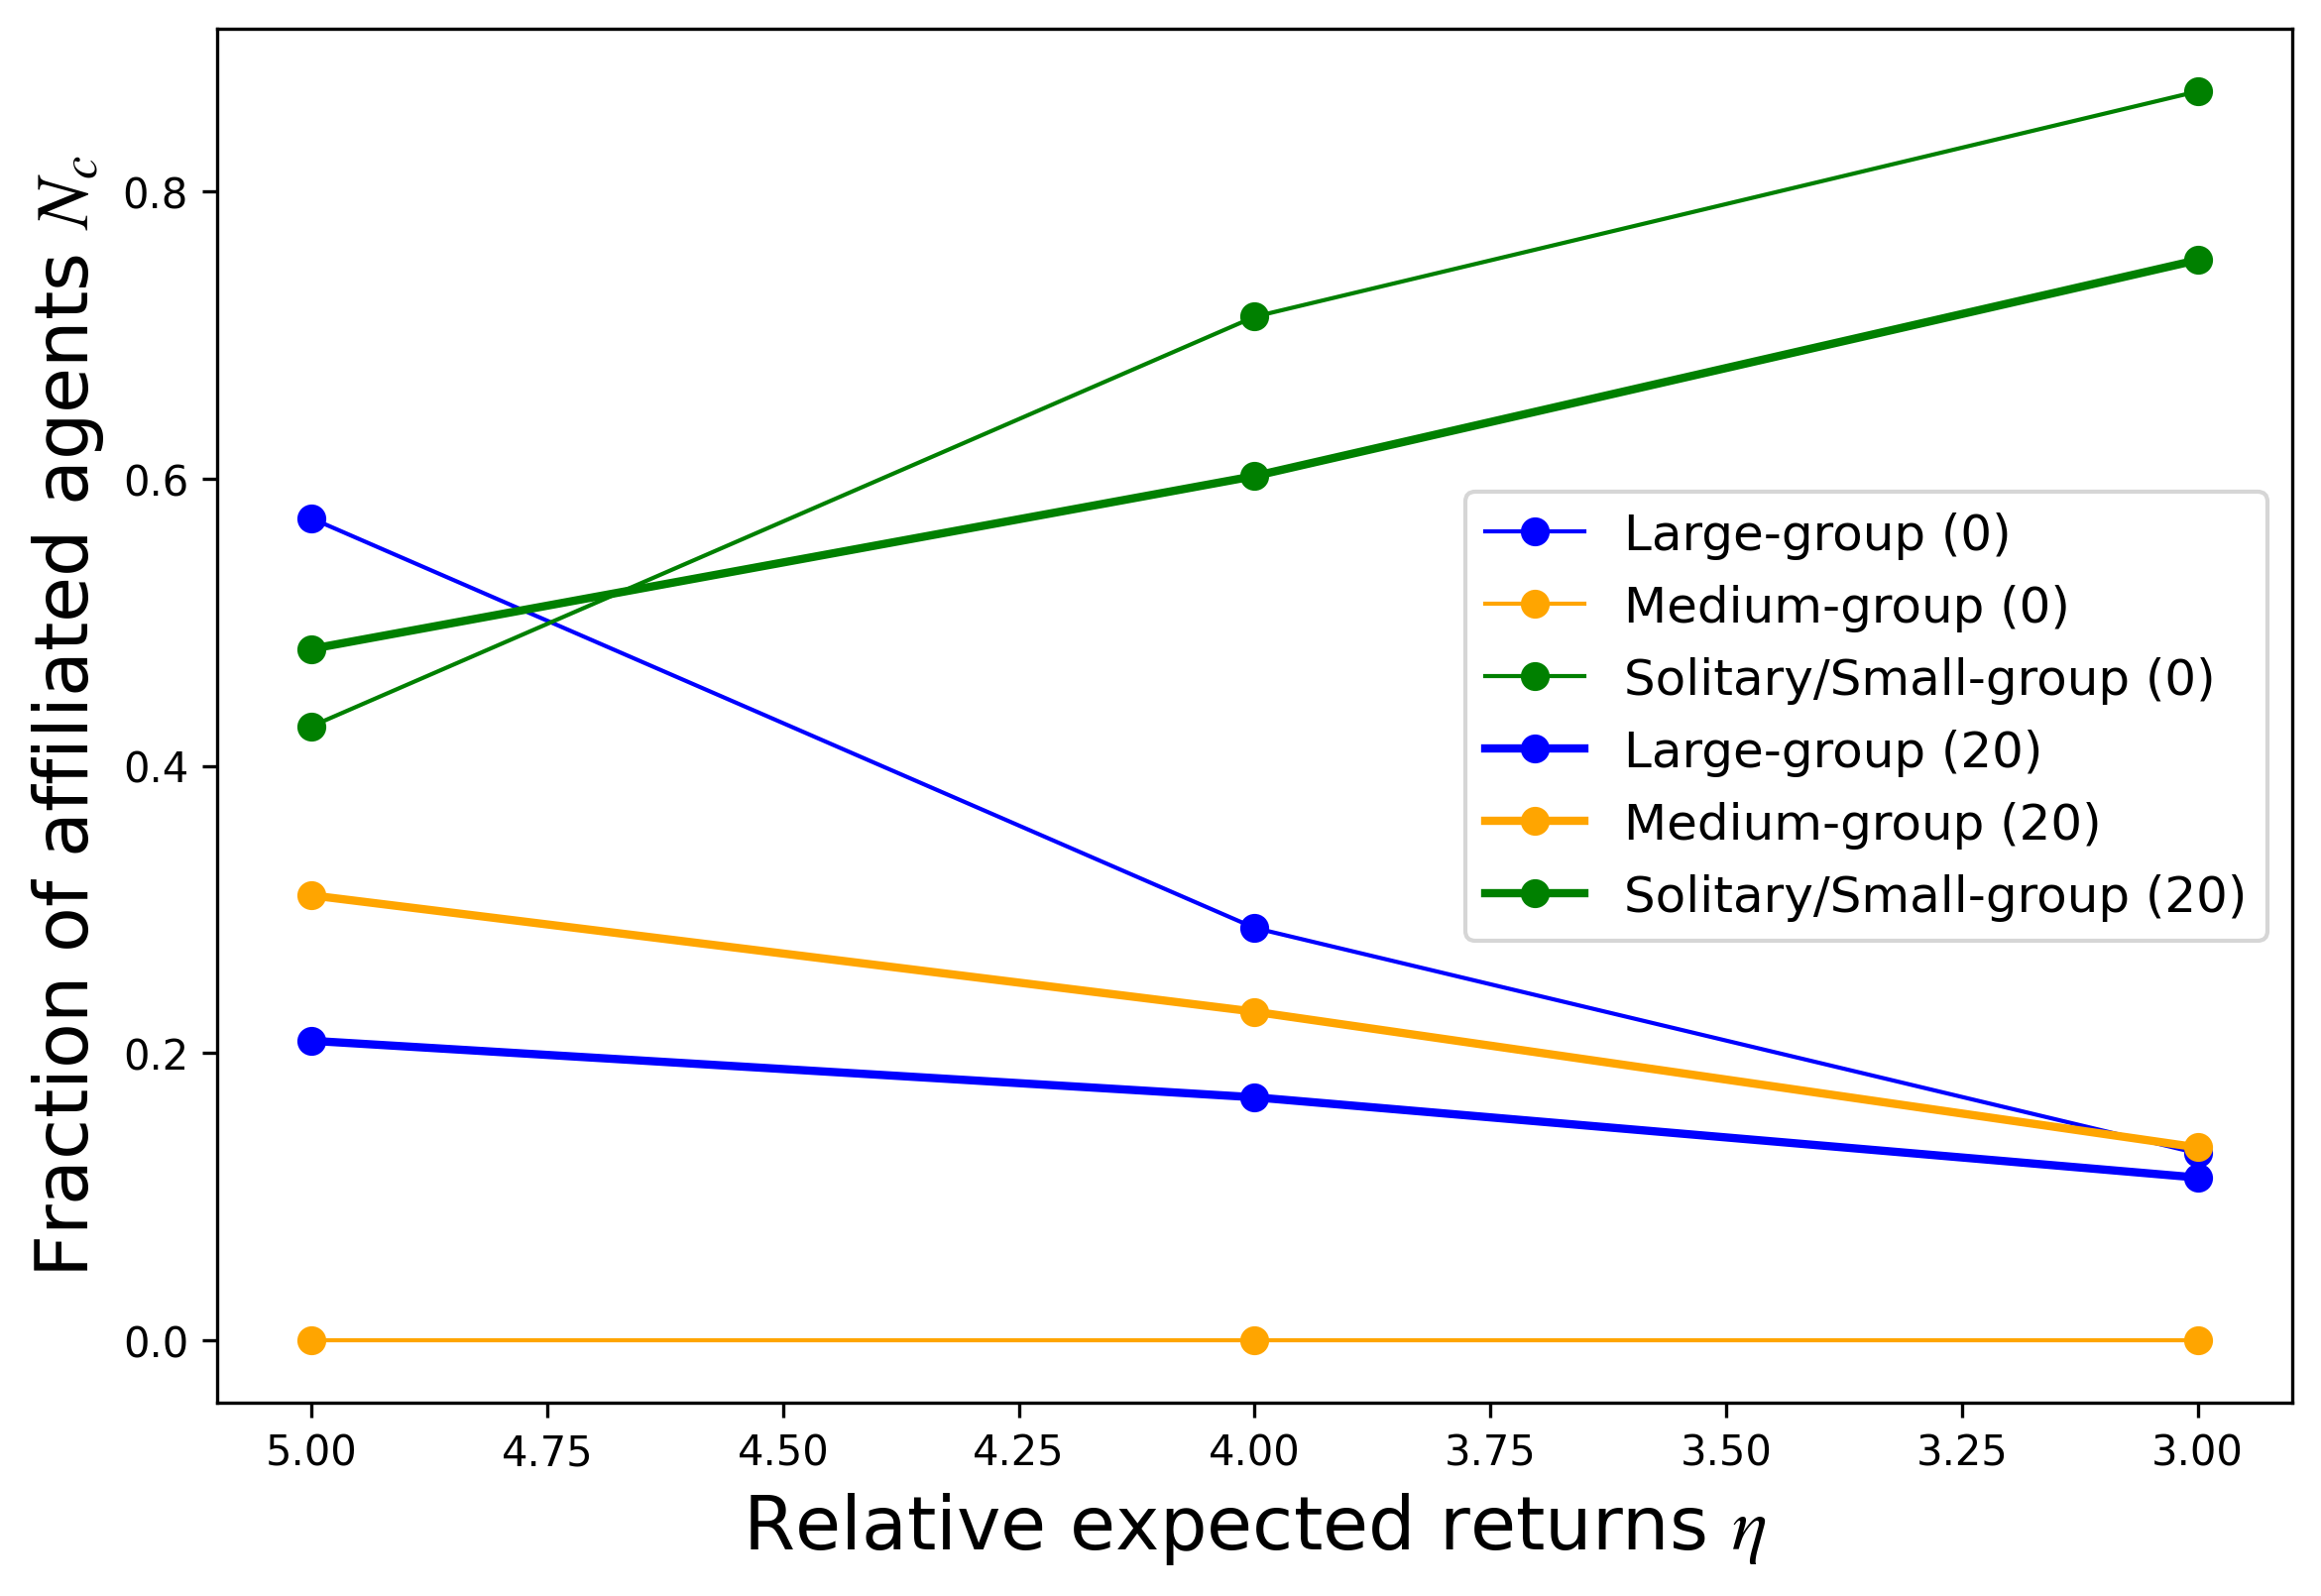 Fraction of affiliated agents N_c
0.8
0.6
0.4
0.2
0.0
Large-group (0)
Medium-group (0)
Solitary/Small-group (0)
Large-group (20)
Medium-group (20)
Solitary/Small-group (20)
5.00 4.75 4.50 4.25 4.00 3.75 3.50 3.25 3.00
Relative expected returns η